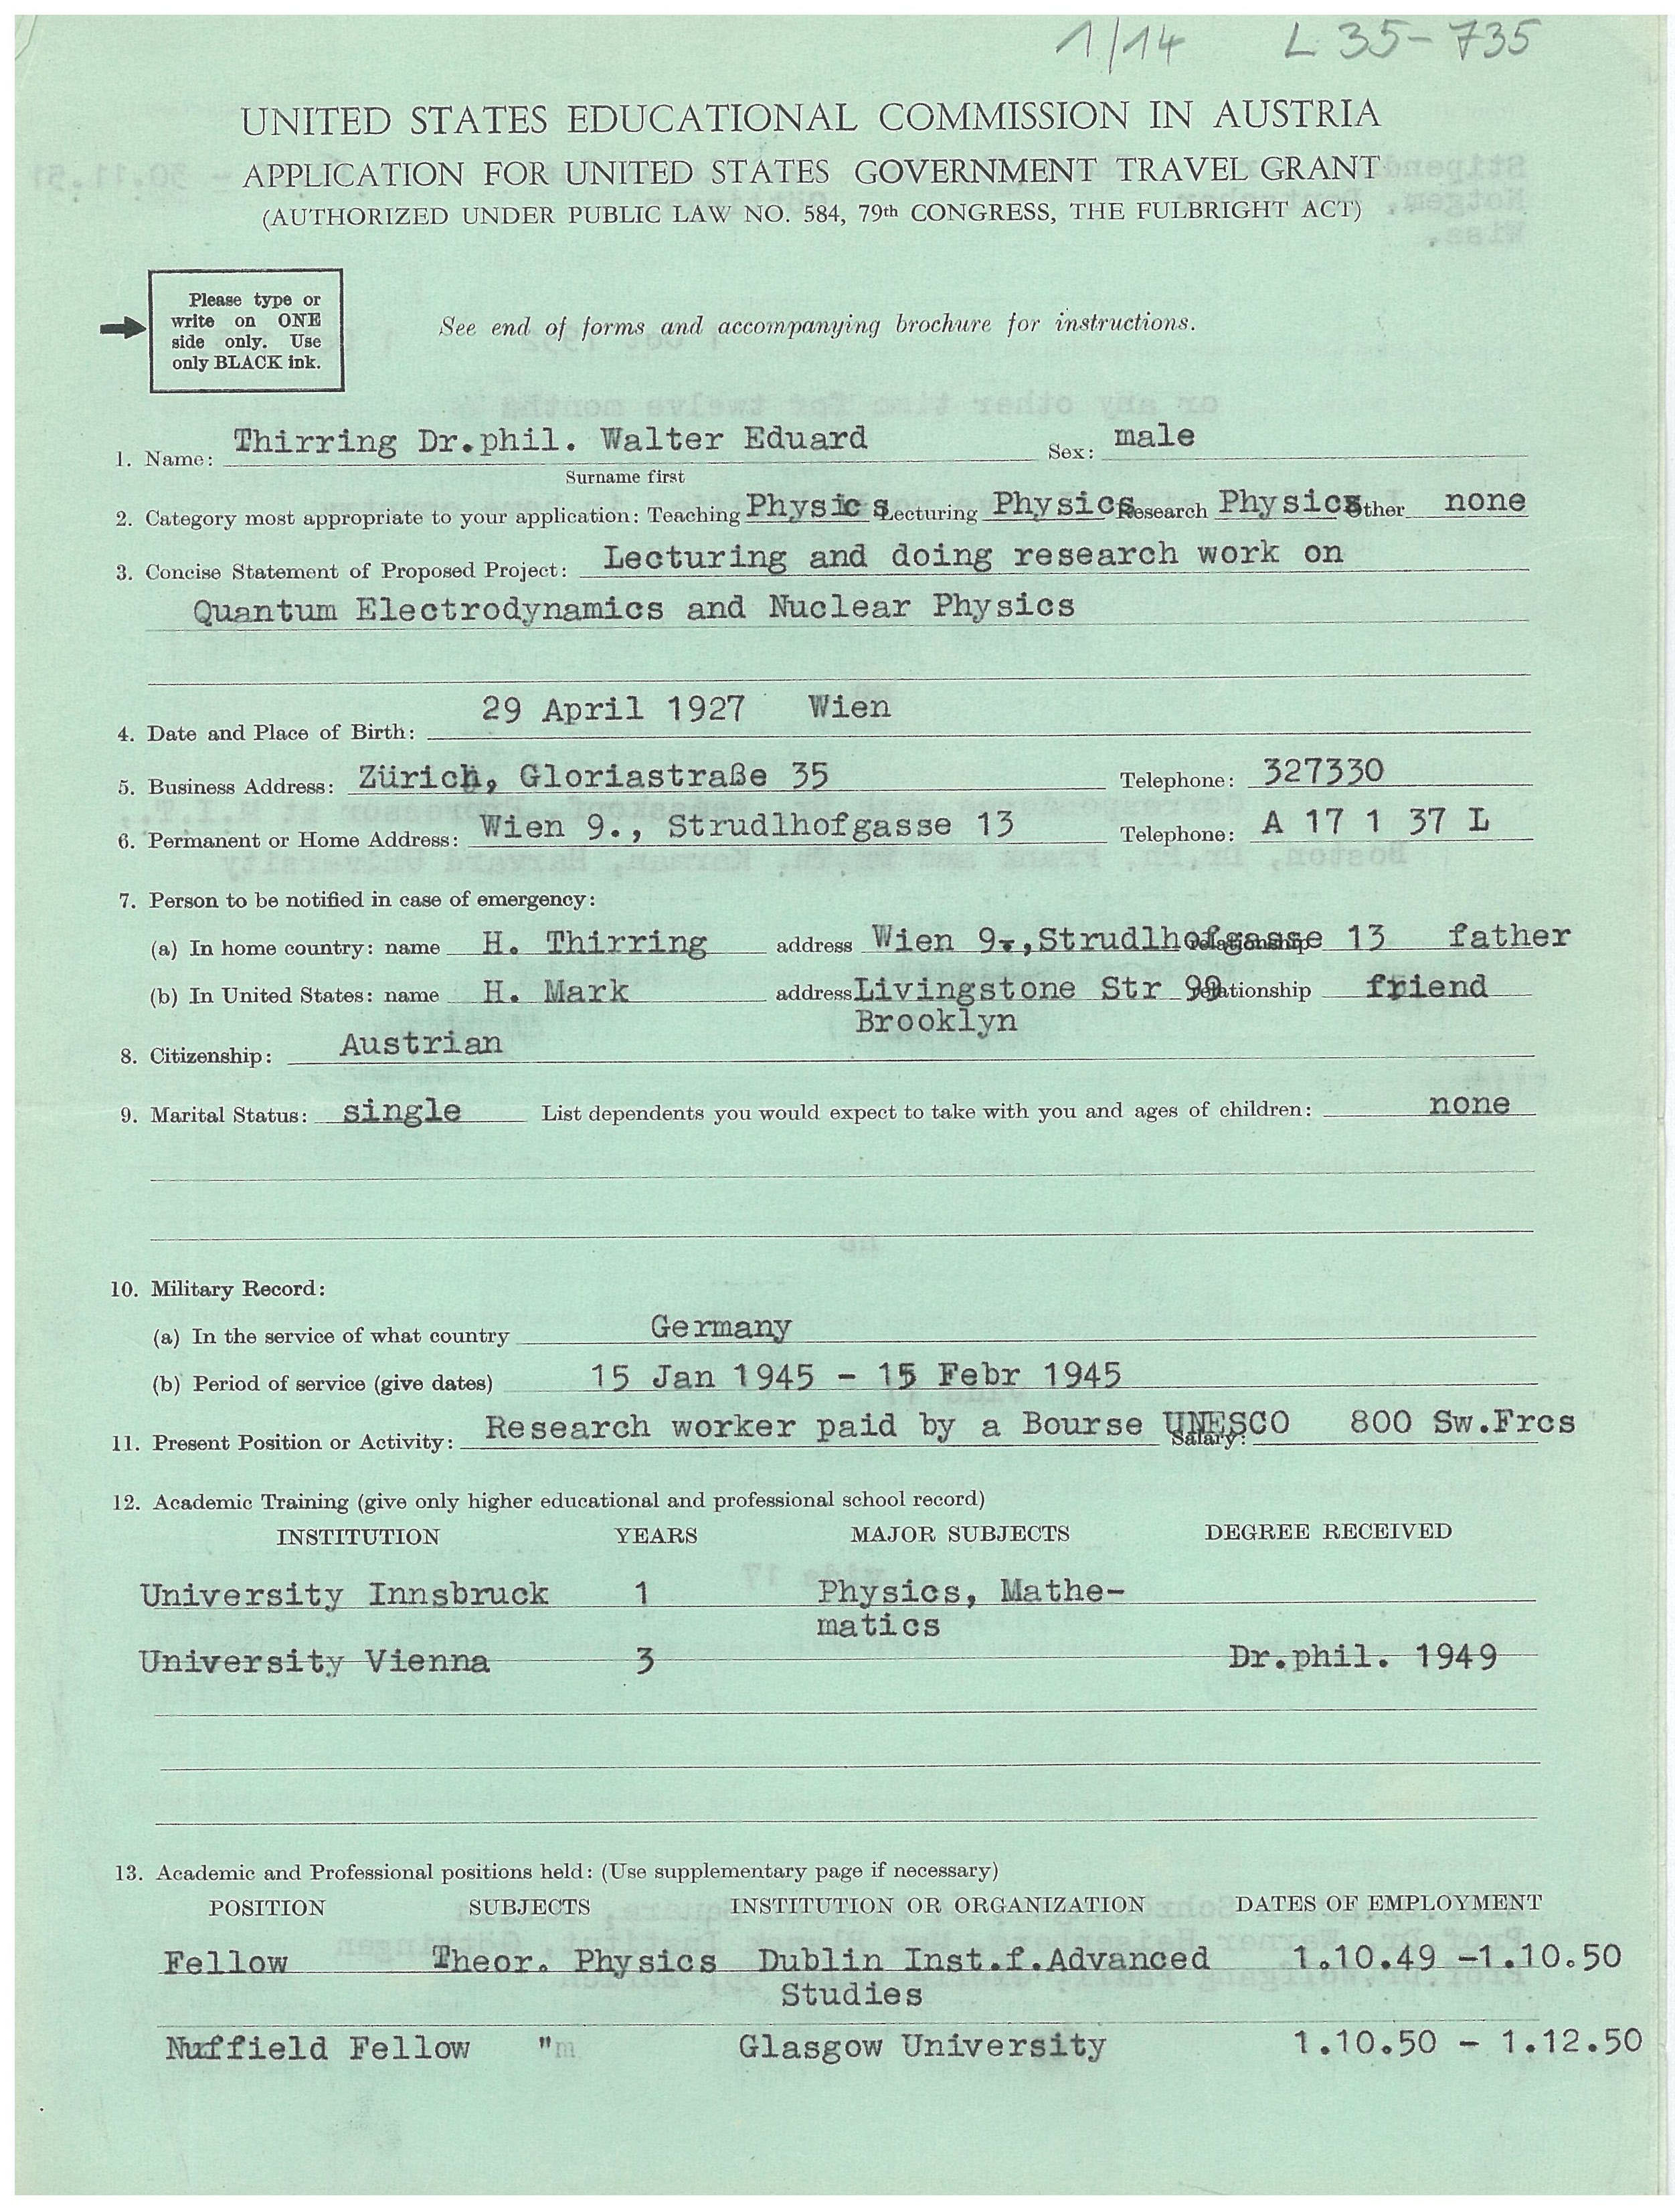 1/14 L 35-735
UNITED STATES EDUCATIONAL COMMISSION IN AUSTRIA
APPLICATION FOR UNITED STATES GOVERNMENT TRAVEL GRANT
(AUTHORIZED UNDER PUBLIC LAW NO. 584, 79th CONGRESS, THE FULBRIGHT ACT)
Please type or
write on ONE
side only. Use
only BLACK ink.
See end of forms and accompanying brochure for instructions.
1. Name: Thirring Dr.phil. Walter Eduard Sex: male
Surname first
2. Category most appropriate to your application: Teaching Physics Lecturing Physics Research Physics Other none
3. Concise Statement of Proposed Project: Lecturing and doing research work on
Quantum Electrodynamics and Nuclear Physics
4. Date and Place of Birth: 29 April 1927 Wien
5. Business Address: Zürich, Gloriastraße 35 Telephone: 327330
6. Permanent or Home Address: Wien 9., Strudlhofgasse 13 Telephone: A 17 1 37 L
7. Person to be notified in case of emergency:
(a) In home country: name H. Thirring address Wien 9., Strudlhofgasse 13 relationship father
(b) In United States: name H. Mark address Livingstone Str 99 relationship friend
Brooklyn
8. Citizenship: Austrian
9. Marital Status: single List dependents you would expect to take with you and ages of children: none
10. Military Record:
(a) In the service of what country Germany
(b) Period of service (give dates) 15 Jan 1945 - 15 Febr 1945
11. Present Position or Activity: Research worker paid by a Bourse UNESCO Salary: 800 Sw.Frcs
12. Academic Training (give only higher educational and professional school record)
INSTITUTION YEARS MAJOR SUBJECTS DEGREE RECEIVED
University Innsbruck 1 Physics, Mathe-
matics
University Vienna 3 Dr.phil. 1949
13. Academic and Professional positions held: (Use supplementary page if necessary)
POSITION SUBJECTS INSTITUTION OR ORGANIZATION DATES OF EMPLOYMENT
Fellow Theor. Physics Dublin Inst.f.Advanced 1.10.49 -1.10.50
Studies
Nuffield Fellow " Glasgow University 1.10.50 - 1.12.50